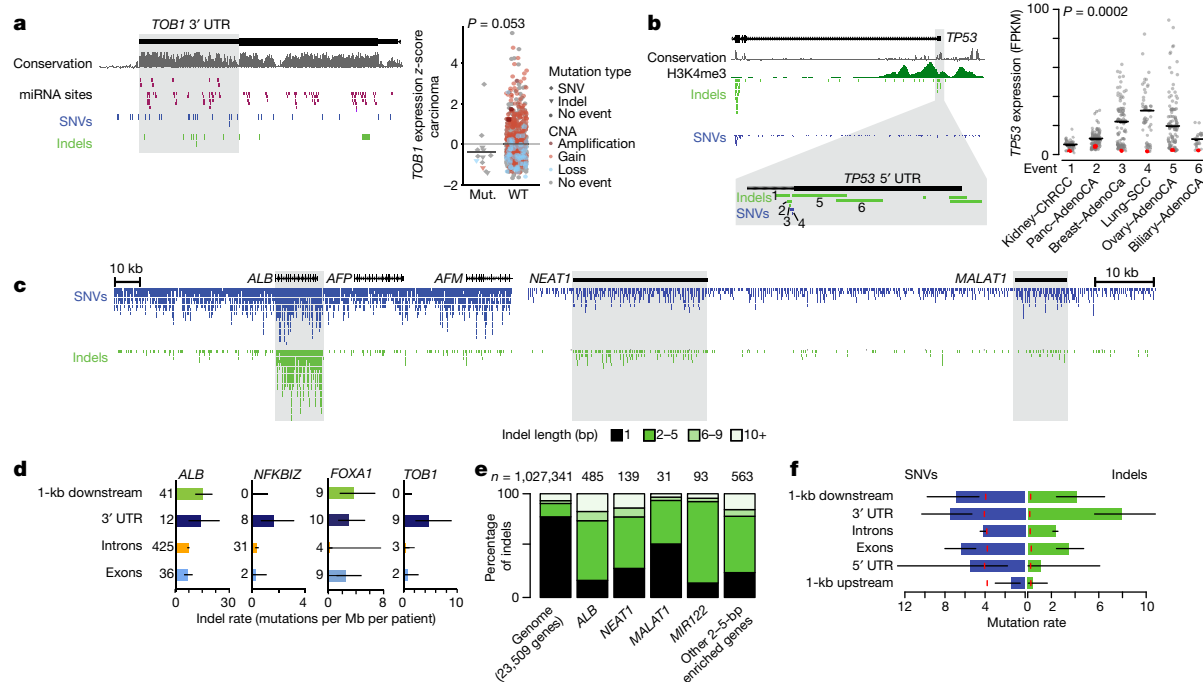 a
TOB1 3′ UTR
Conservation
miRNA sites
SNVs
Indels
TOB1 expression z-score
carcinoma
P = 0.053
4
2
0
−2
Mut.
WT
Mutation type
SNV
Indel
No event
CNA
Amplification
Gain
Loss
No event
b
TP53
Conservation
H3K4me3
Indels
SNVs
TP53 5′ UTR
Indels
1
5
6
2
SNVs
3
4
TP53 expression (FPKM)
100
P = 0.0002
0
Event
1 2 3 4 5 6
Kidney–ChRCC
Panc–AdenoCA
Breast–AdenoCa
Lung–SCC
Ovary–AdenoCA
Biliary–AdenoCA
c
10 kb
ALB
AFP
AFM
NEAT1
MALAT1
10 kb
SNVs
Indels
Indel length (bp)
1
2–5
6–9
10+
d
ALB
NFKBIZ
FOXA1
TOB1
1-kb downstream
41
0
9
0
3′ UTR
12
8
10
9
Introns
425
31
4
3
Exons
36
2
9
2
0 30
0 4
0 8
0 10
Indel rate (mutations per Mb per patient)
e
n = 1,027,341 485 139 31 93 563
100
0
Percentage
of indels
Genome
(23,509 genes)
ALB
NEAT1
MALAT1
MIR122
Other 2–5-bp
enriched genes
f
SNVs
Indels
1-kb downstream
3′ UTR
Introns
Exons
5′ UTR
1-kb upstream
12 8 4 0 0 2 6 10
Mutation rate